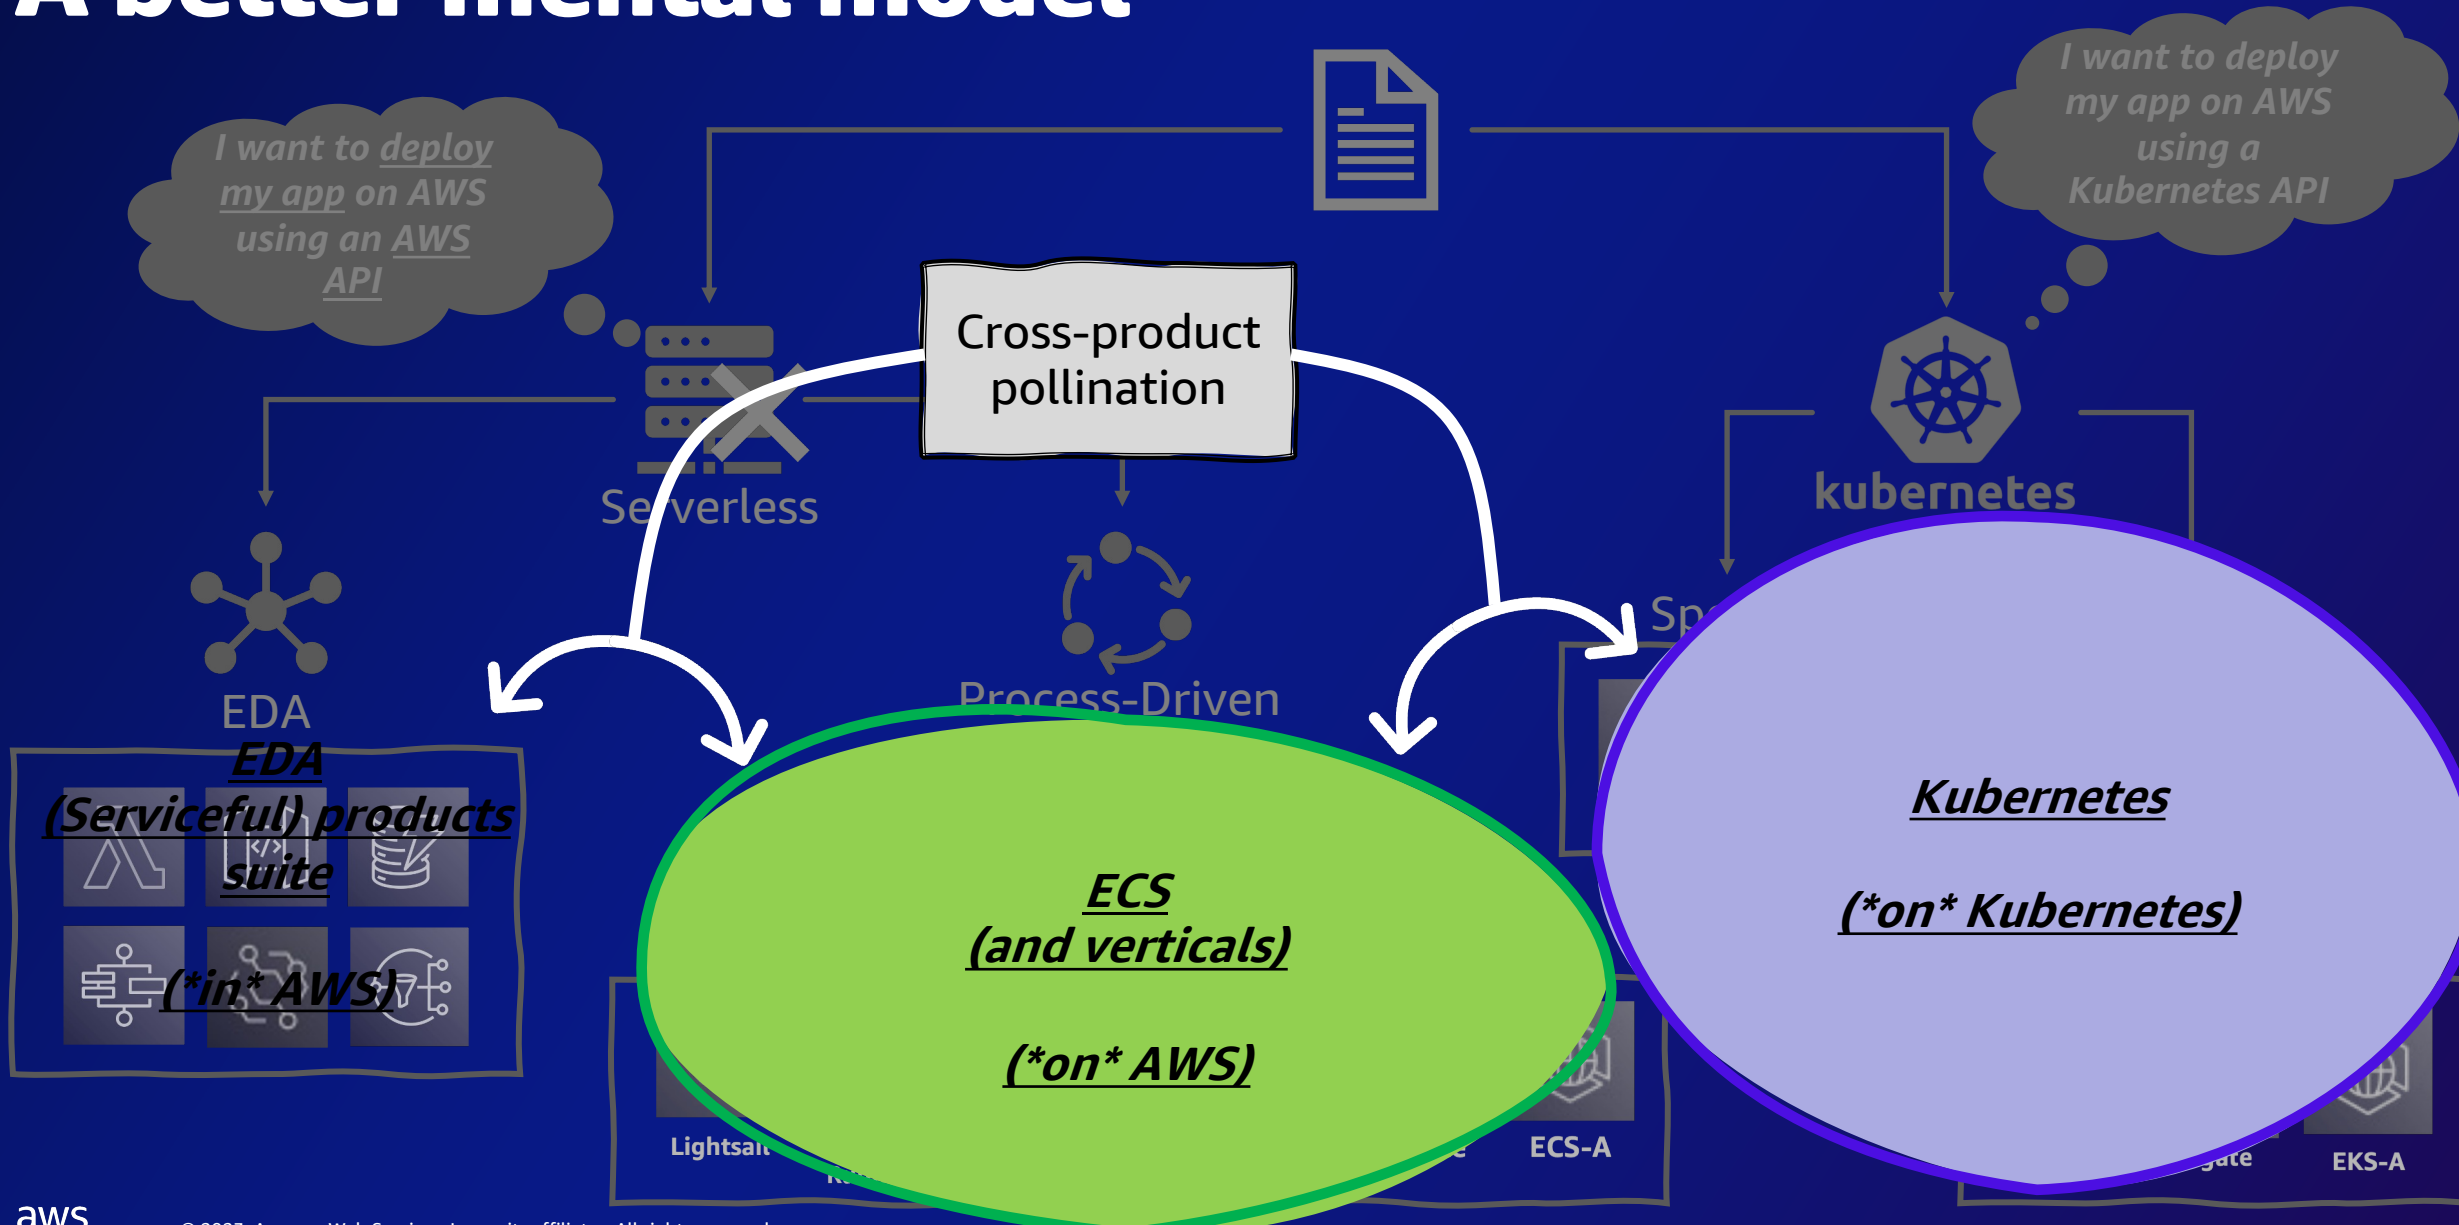 A better mental model
I want to deploy
my app on AWS
using an AWS
API
I want to deploy
my app on AWS
using a
Kubernetes API
Cross-product
pollination
Serverless
kubernetes
EDA
Process-Driven
EDA
(Serviceful) products
suite
(*in* AWS)
ECS
(and verticals)
(*on* AWS)
Kubernetes
(*on* Kubernetes)
Lightsail
ECS-A
EKS-A
aws